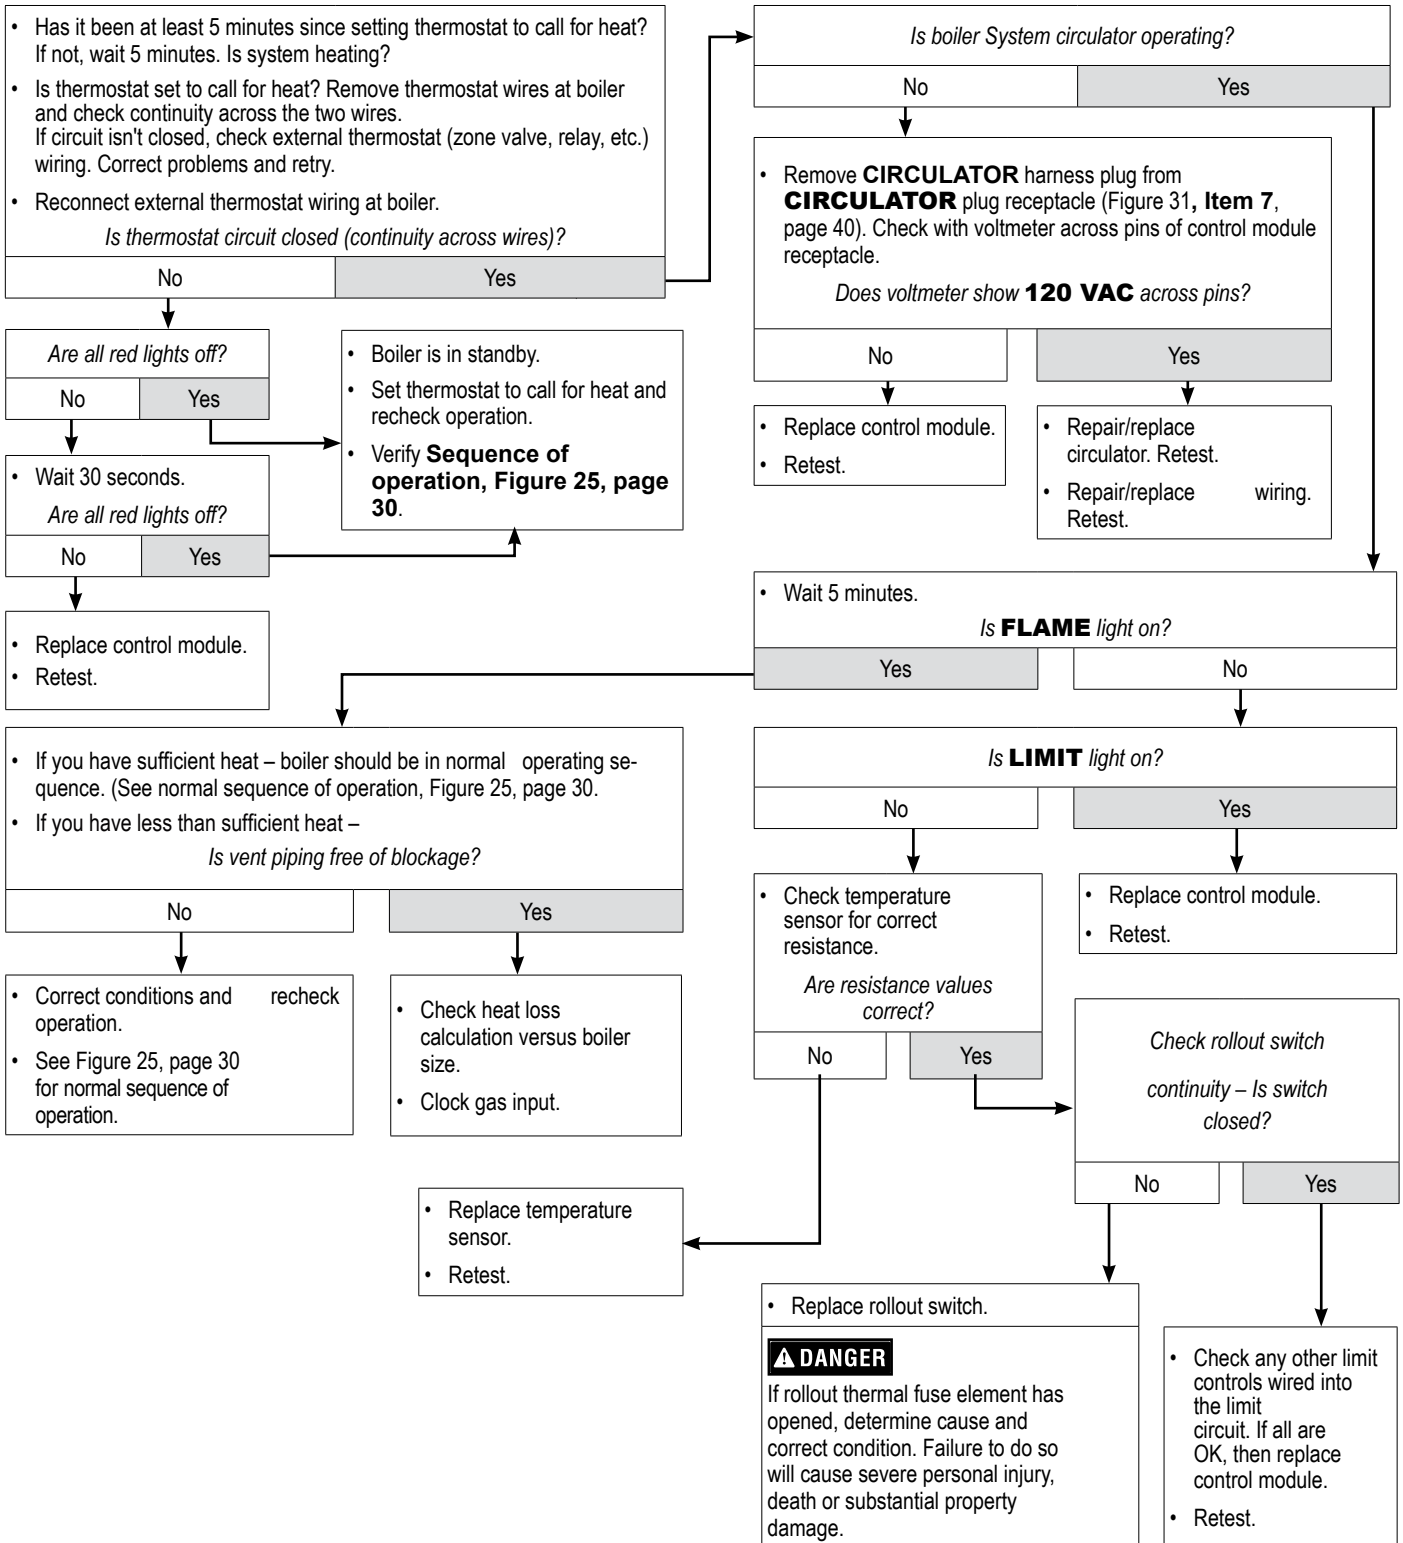 • Has it been at least 5 minutes since setting thermostat to call for heat?
If not, wait 5 minutes. Is system heating?
• Is thermostat set to call for heat? Remove thermostat wires at boiler
and check continuity across the two wires.
If circuit isn't closed, check external thermostat (zone valve, relay, etc.)
wiring. Correct problems and retry.
• Reconnect external thermostat wiring at boiler.
Is thermostat circuit closed (continuity across wires)?
No
Yes
Are all red lights off?
No
Yes
• Boiler is in standby.
• Set thermostat to call for heat and
recheck operation.
• Verify Sequence of
operation, Figure 25, page
30.
• Wait 30 seconds.
Are all red lights off?
No
Yes
• Replace control module.
• Retest.
Is boiler System circulator operating?
No
Yes
• Remove CIRCULATOR harness plug from
CIRCULATOR plug receptacle (Figure 31, Item 7,
page 40). Check with voltmeter across pins of control module
receptacle.
Does voltmeter show 120 VAC across pins?
No
Yes
• Replace control module.
• Retest.
• Repair/replace
circulator. Retest.
• Repair/replace wiring.
Retest.
• Wait 5 minutes.
Is FLAME light on?
Yes
No
• If you have sufficient heat – boiler should be in normal operating se-
quence. (See normal sequence of operation, Figure 25, page 30.
• If you have less than sufficient heat –
Is vent piping free of blockage?
No
Yes
• Correct conditions and recheck
operation.
• See Figure 25, page 30
for normal sequence of
operation.
• Check heat loss
calculation versus boiler
size.
• Clock gas input.
Is LIMIT light on?
No
Yes
• Check temperature
sensor for correct
resistance.
Are resistance values
correct?
No
Yes
• Replace control module.
• Retest.
Check rollout switch
continuity – Is switch
closed?
No
Yes
• Replace temperature
sensor.
• Retest.
• Replace rollout switch.
⚠ DANGER
If rollout thermal fuse element has
opened, determine cause and
correct condition. Failure to do so
will cause severe personal injury,
death or substantial property
damage.
• Check any other limit
controls wired into
the limit
circuit. If all are
OK, then replace
control module.
• Retest.